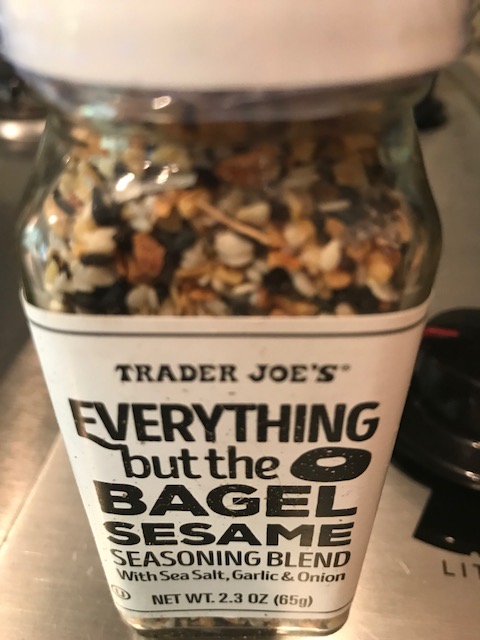 TRADER JOE'S®
EVERYTHING
but the
BAGEL
SESAME
SEASONING BLEND
With Sea Salt, Garlic & Onion
U
NET WT. 2.3 OZ (65g)
LIT